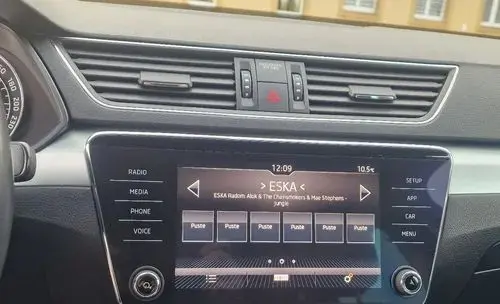 12:09
10.5°C
RADIO
MEDIA
PHONE
VOICE
> ESKA <
ESKA Radom: Alok & The Chainsmokers & Mae Stephens -
Jungle
Puste Puste Puste Puste Puste Puste
SETUP
APP
CAR
MENU
230